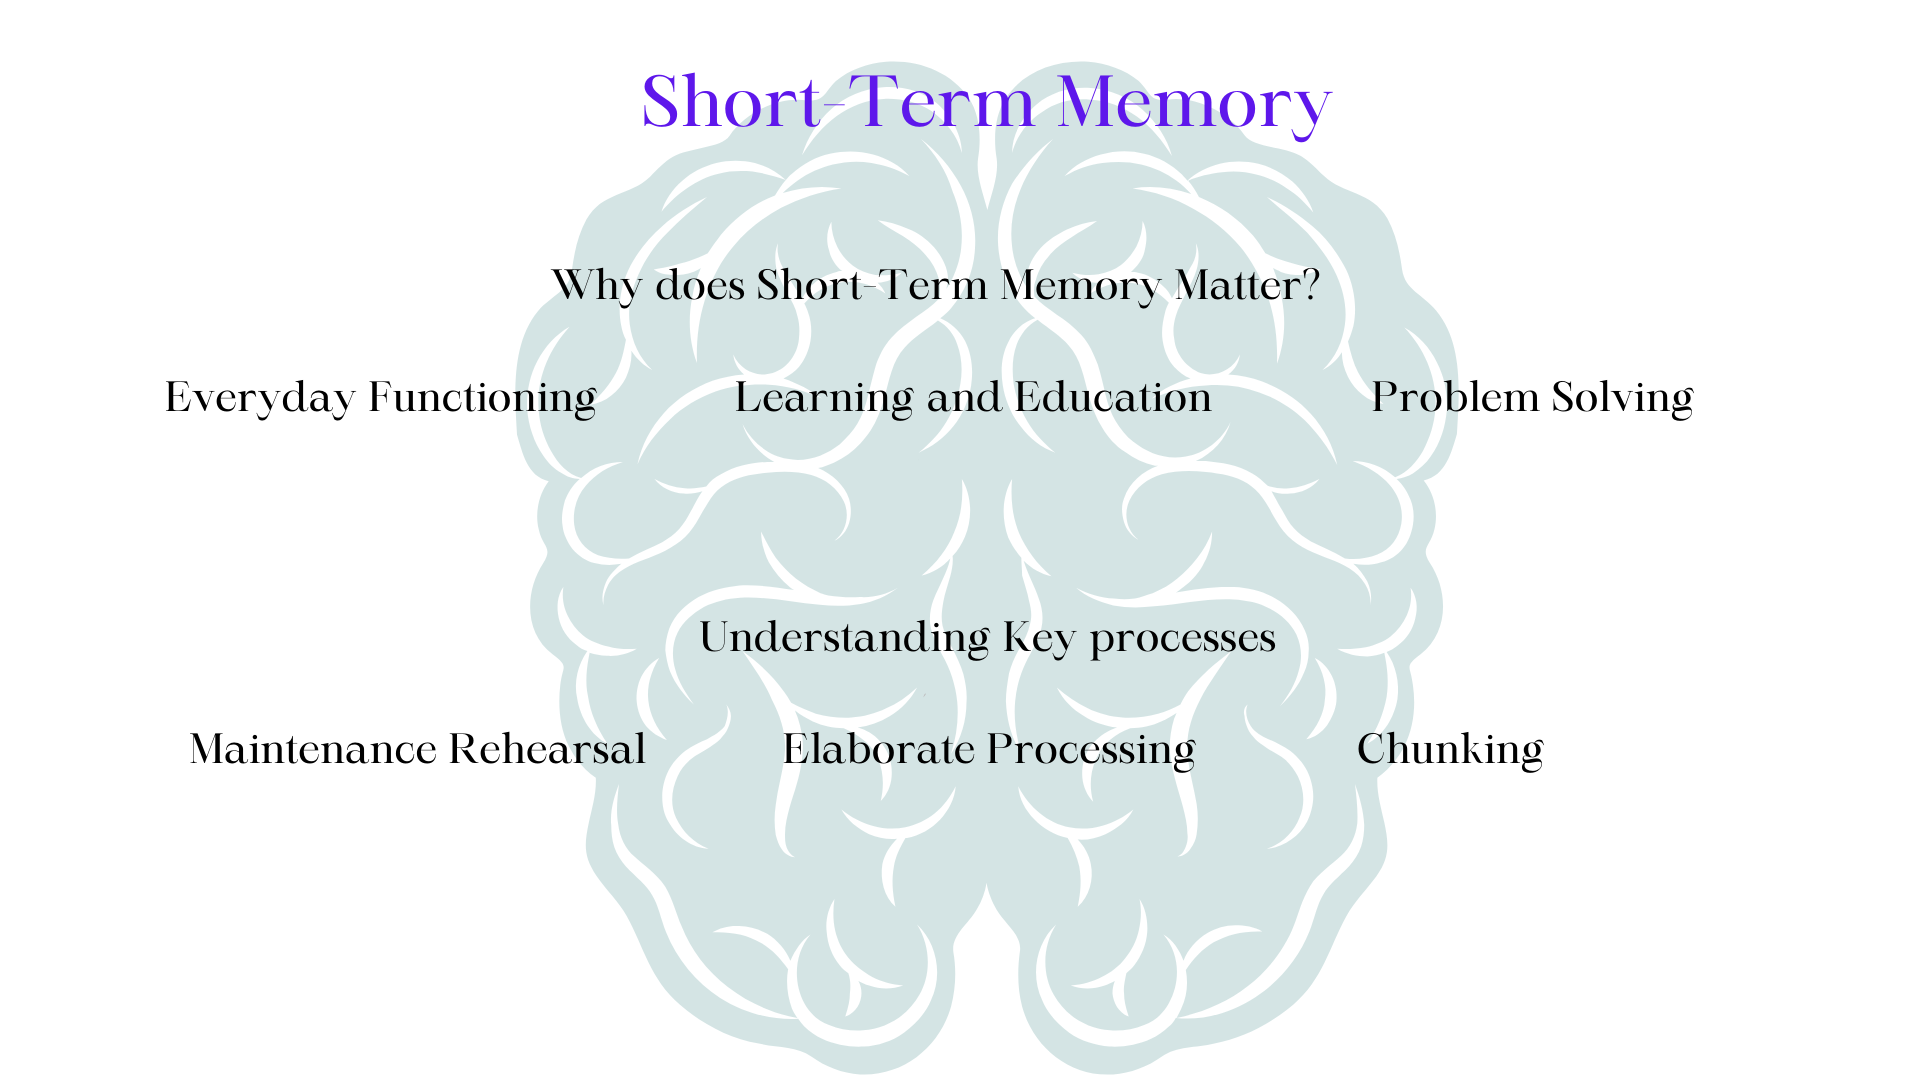 Short-Term Memory
Why does Short-Term Memory Matter?
Everyday Functioning Learning and Education Problem Solving
Understanding Key processes
Maintenance Rehearsal Elaborate Processing Chunking